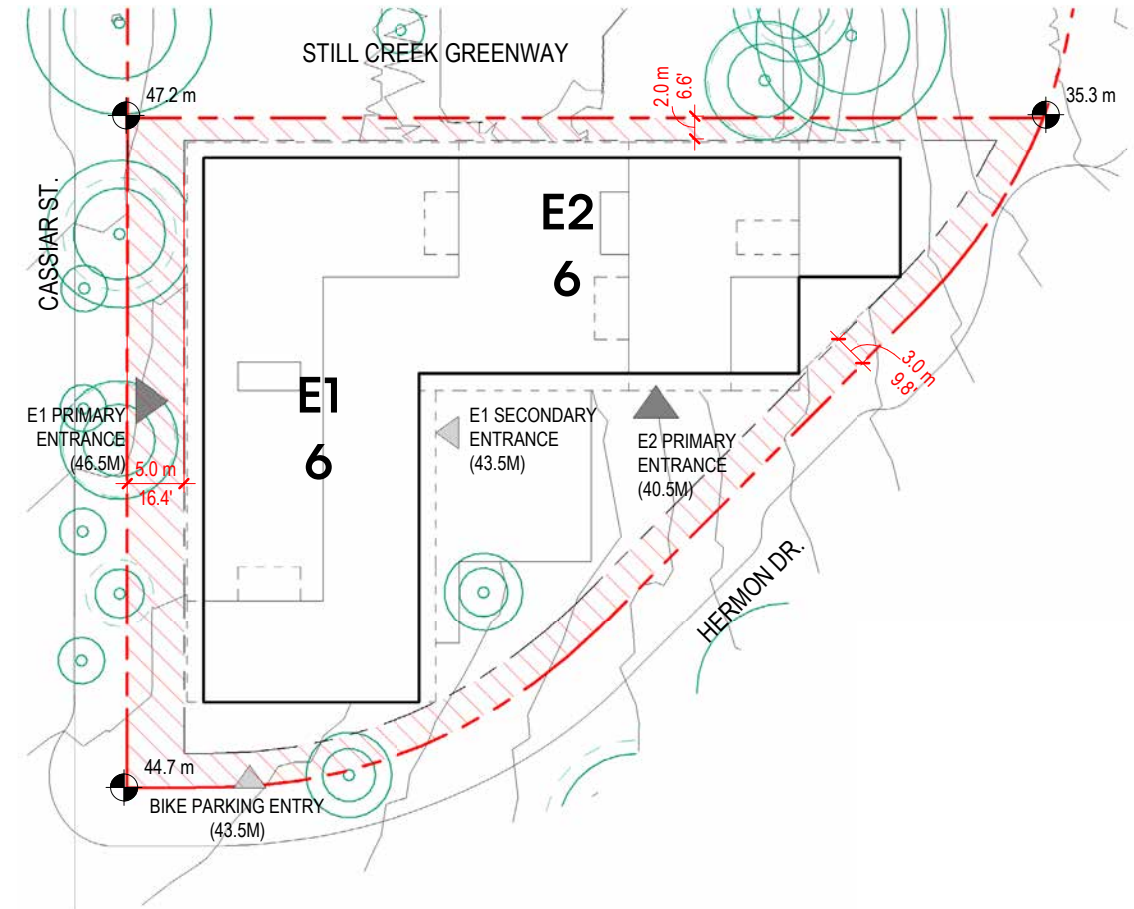 STILL CREEK GREENWAY
47.2 m
2.0 m
6.6'
35.3 m
CASSIAR ST.
E2
6
E1
6
3.0 m
9.8'
E1 PRIMARY
ENTRANCE
(46.5M)
E1 SECONDARY
ENTRANCE
(43.5M)
E2 PRIMARY
ENTRANCE
(40.5M)
5.0 m
16.4'
HERMON DR.
44.7 m
BIKE PARKING ENTRY
(43.5M)